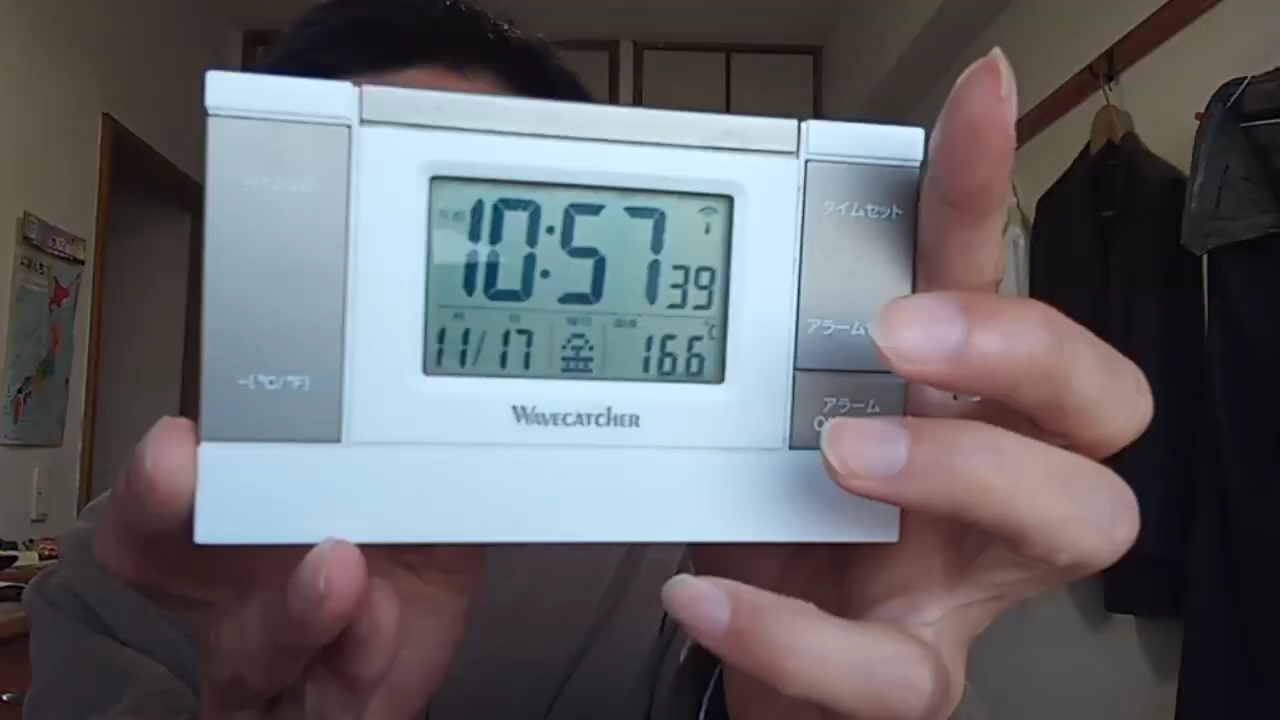 タイムセット
10:57 39
アラーム
11/17 金 16.6 ℃
-(℃/℉)
アラーム
WAVECATCHER